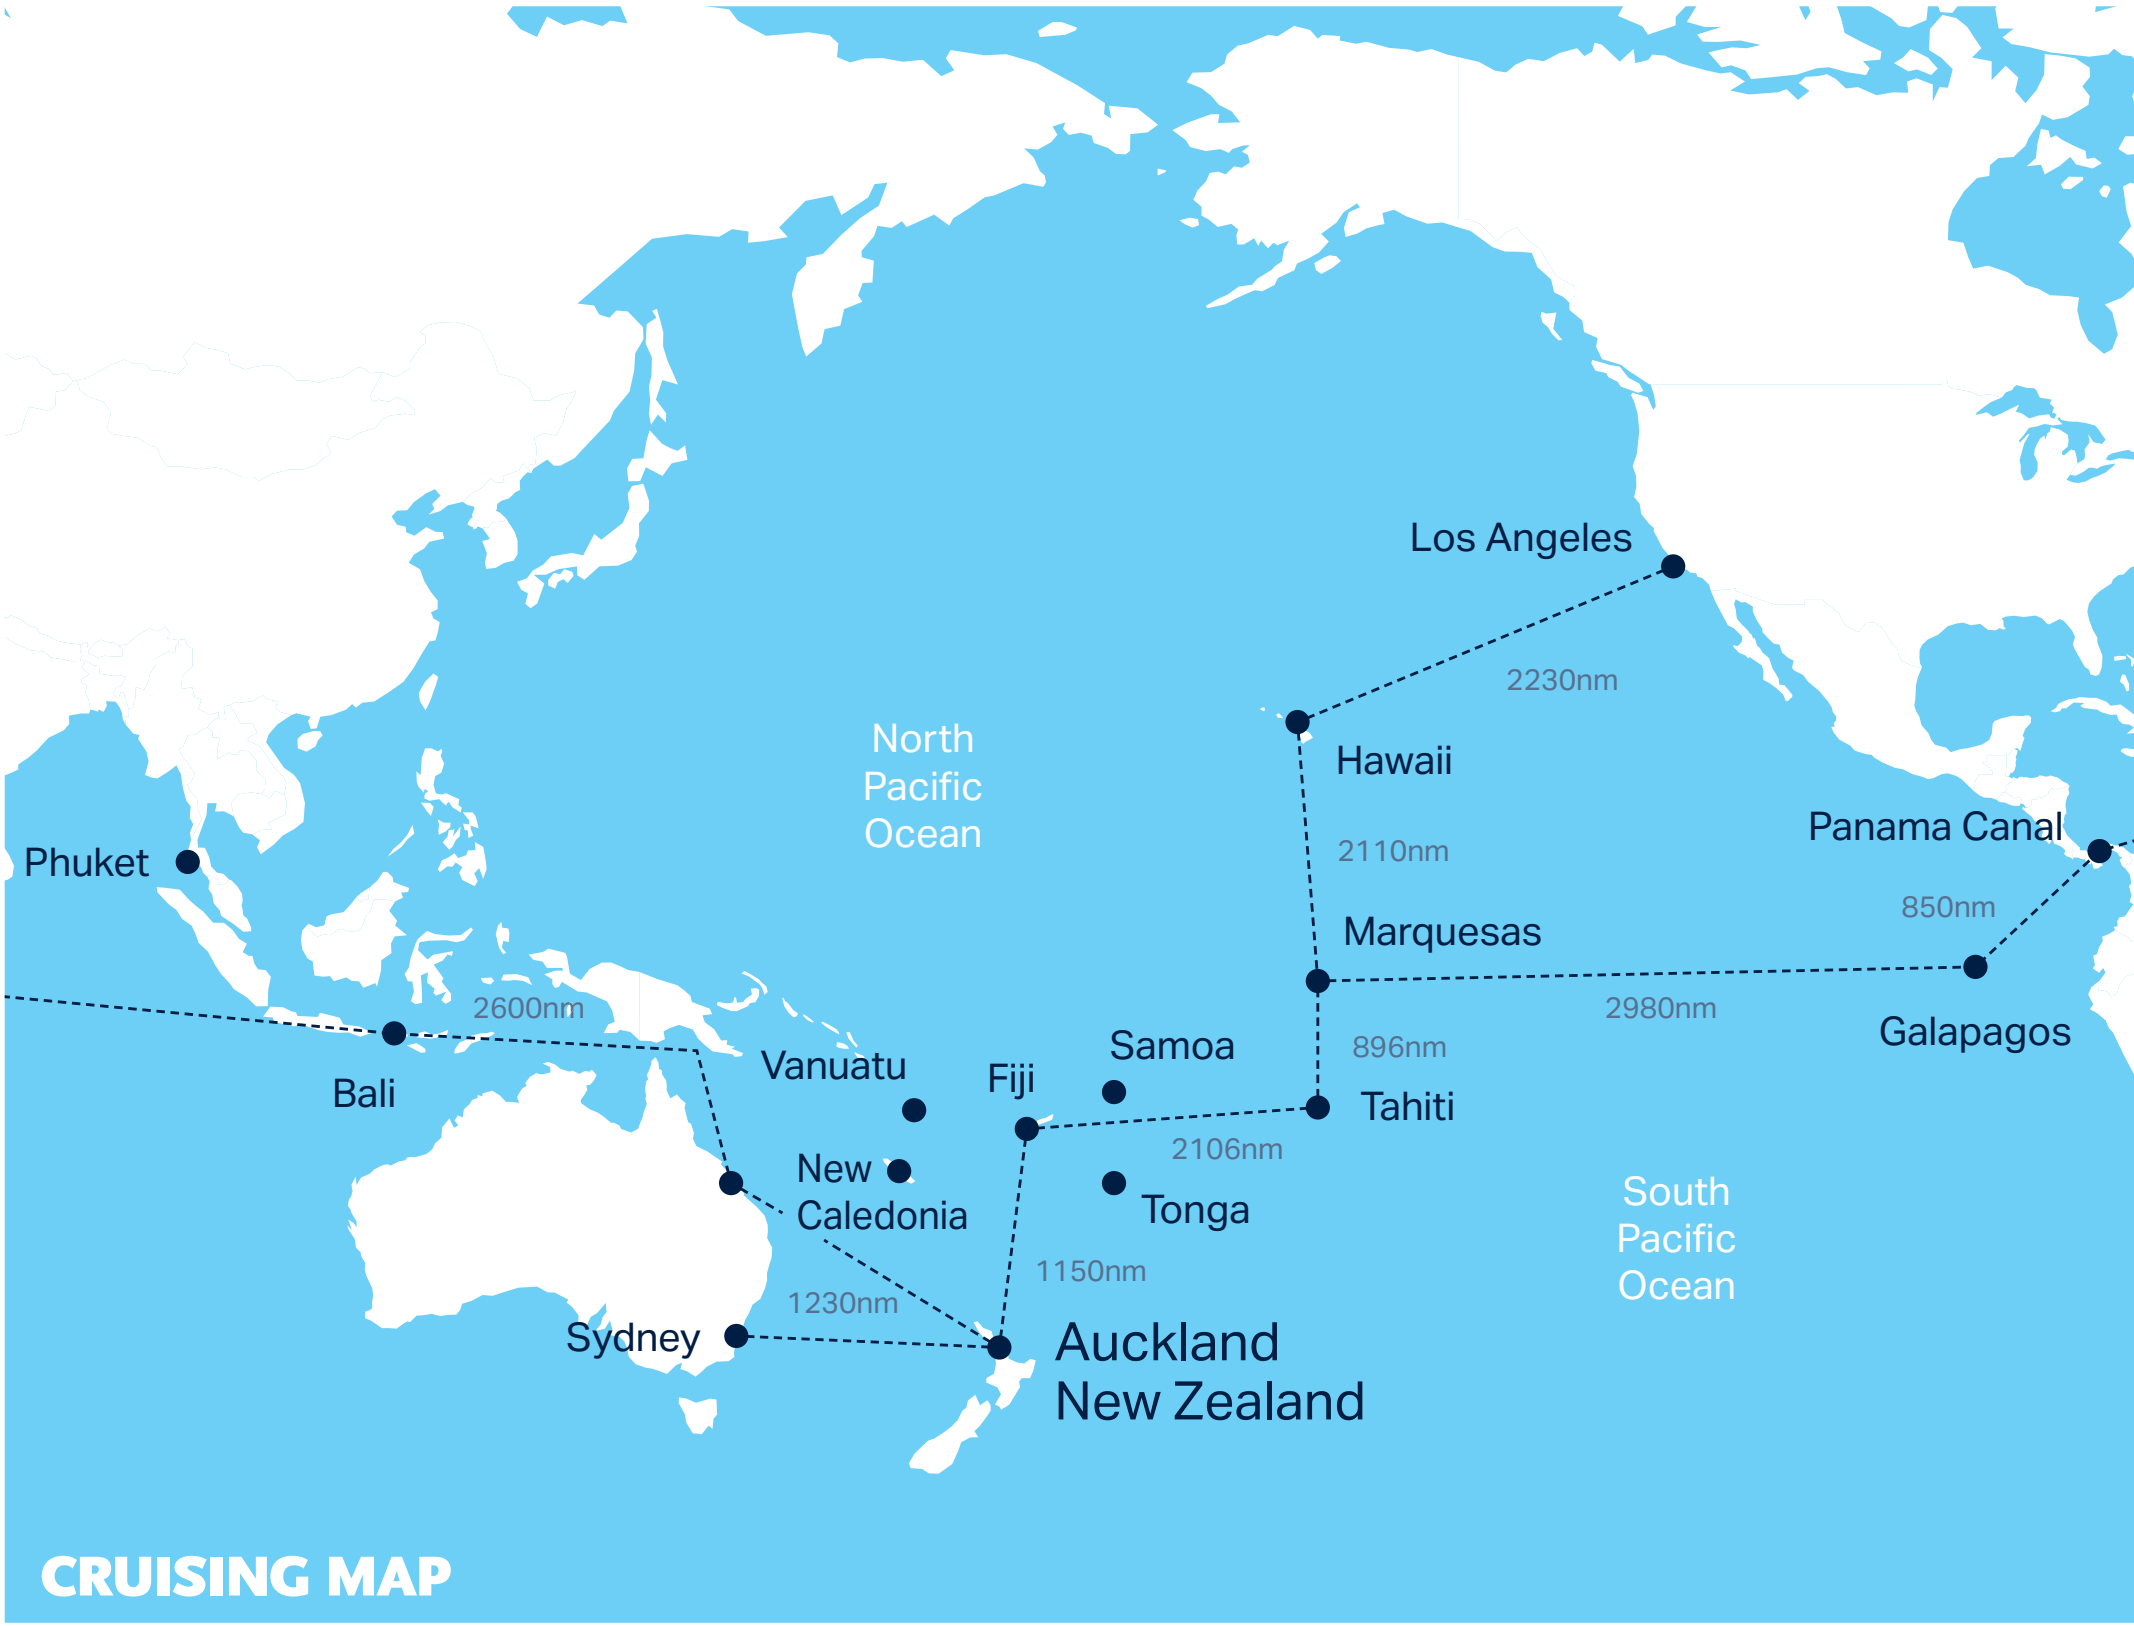 Los Angeles
2230nm
North
Pacific
Ocean
Hawaii
Panama Canal
2110nm
Phuket
850nm
Marquesas
2600nm
2980nm
Galapagos
Samoa
896nm
Vanuatu
Fiji
Bali
Tahiti
2106nm
New
Caledonia
Tonga
South
Pacific
Ocean
1150nm
1230nm
Sydney
Auckland
New Zealand
CRUISING MAP